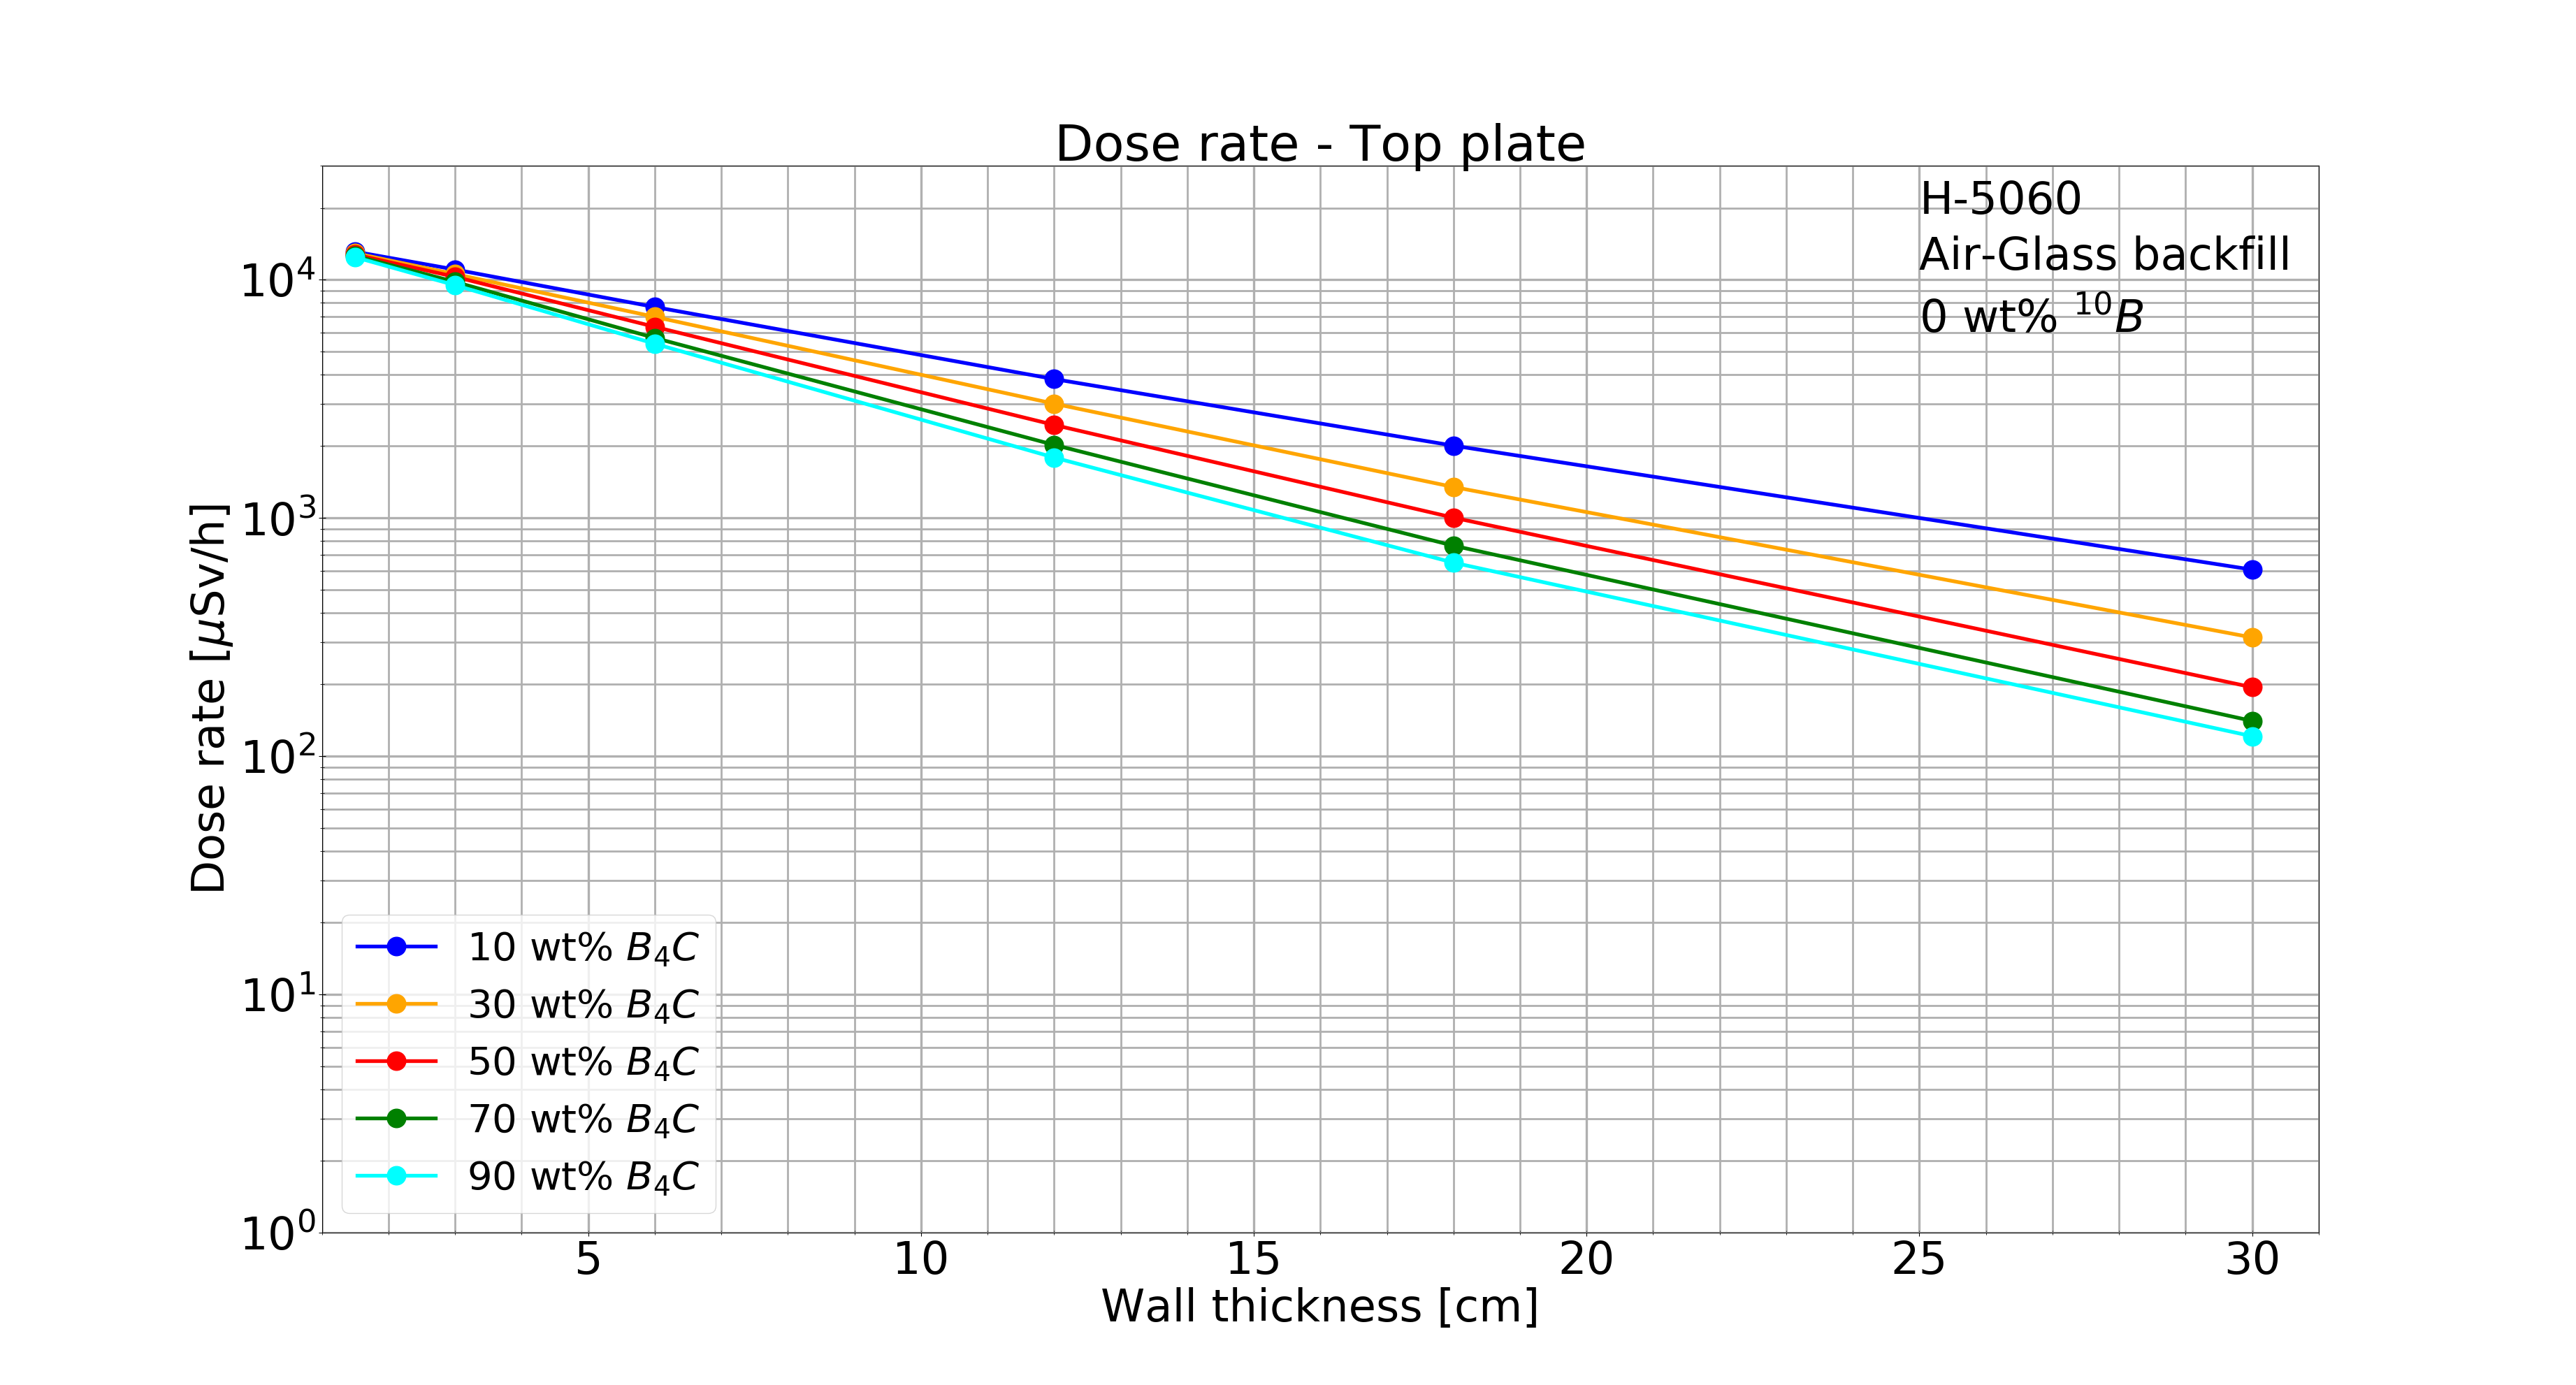 Dose rate - Top plate
H-5060
Air-Glass backfill
0 wt% ¹⁰B
Dose rate [μSv/h]
10⁴
10³
10²
10¹
10⁰
10 wt% B₄C
30 wt% B₄C
50 wt% B₄C
70 wt% B₄C
90 wt% B₄C
5 10 15 20 25 30
Wall thickness [cm]